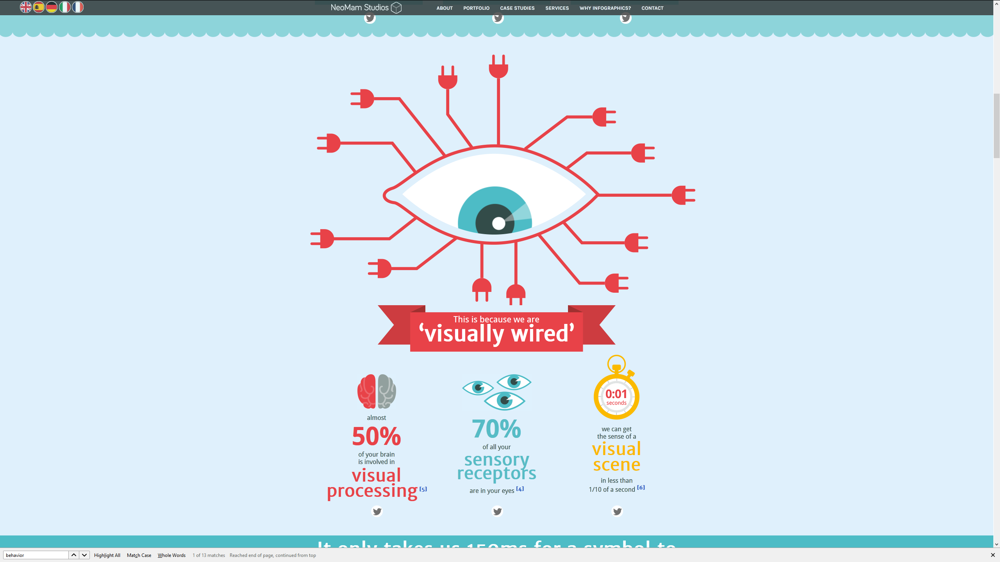 NeoMam Studios
ABOUT PORTFOLIO CASE STUDIES SERVICES WHY INFOGRAPHICS? CONTACT
This is because we are
‘visually wired’
almost
50%
of your brain
is involved in
visual
processing [5]
70%
of all your
sensory
receptors
are in your eyes [4]
0:01
seconds
we can get
the sense of a
visual
scene
in less than
1/10 of a second [6]
It only takes us 150ms for a symbol to
behavior Highlight All Match Case Whole Words 1 of 13 matches Reached end of page, continued from top